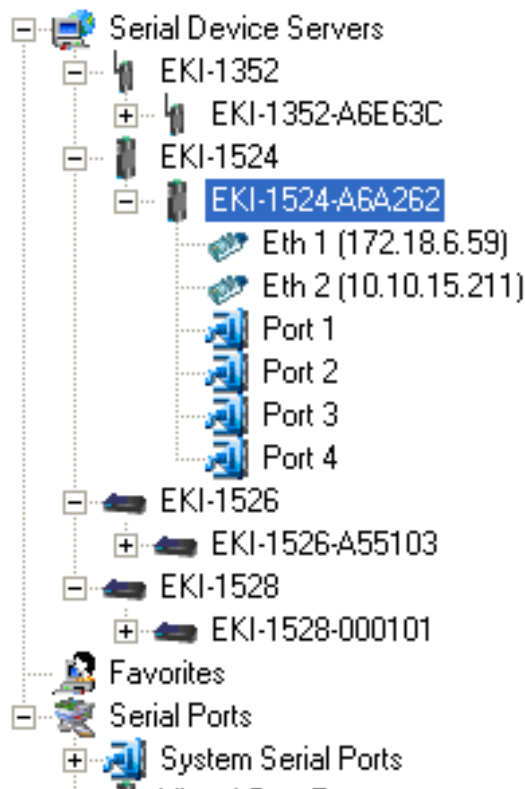 Serial Device Servers
EKI-1352
EKI-1352-A6E63C
EKI-1524
EKI-1524-A6A262
Eth 1 (172.18.6.59)
Eth 2 (10.10.15.211)
Port 1
Port 2
Port 3
Port 4
EKI-1526
EKI-1526-A55103
EKI-1528
EKI-1528-000101
Favorites
Serial Ports
System Serial Ports